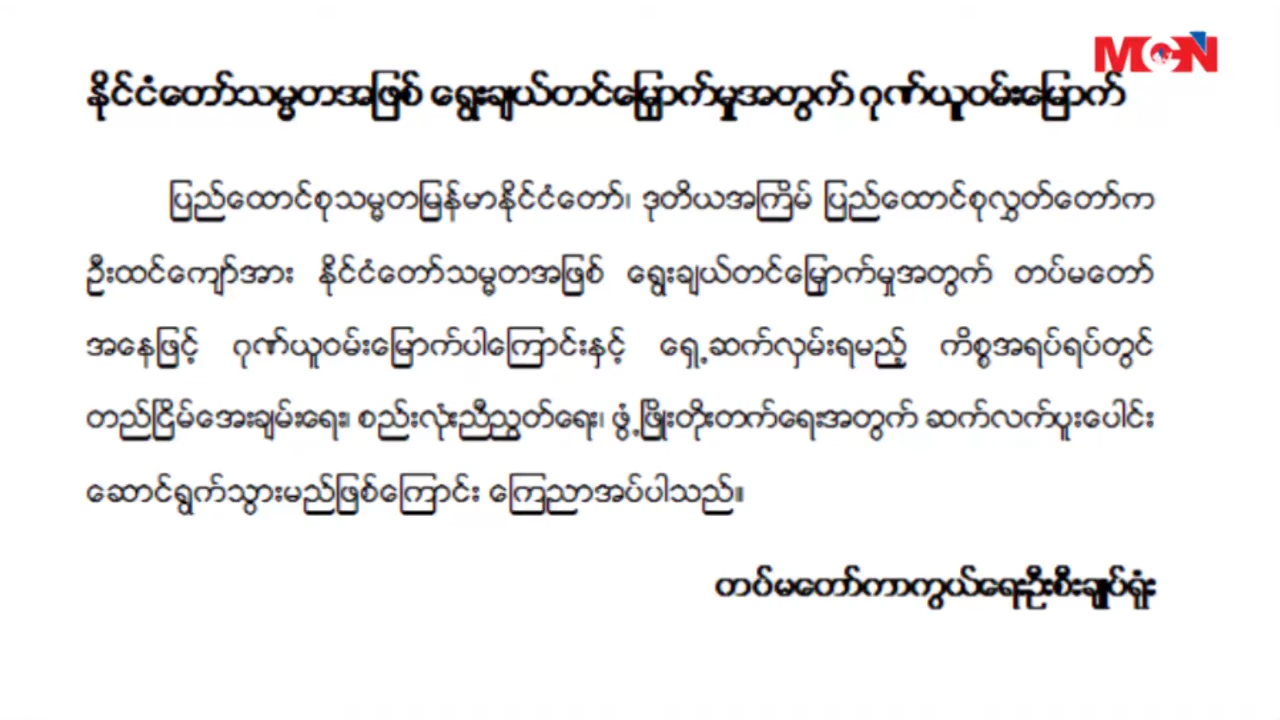 MCN
နိုင်ငံတော်သမ္မတအဖြစ် ရွေးချယ်တင်မြှောက်မှုအတွက် ဂုဏ်ယူဝမ်းမြောက်
ပြည်ထောင်စုသမ္မတမြန်မာနိုင်ငံတော်၊ ဒုတိယအကြိမ် ပြည်ထောင်စုလွှတ်တော်က
ဦးထင်ကျော်အား နိုင်ငံတော်သမ္မတအဖြစ် ရွေးချယ်တင်မြှောက်မှုအတွက် တပ်မတော်
အနေဖြင့် ဂုဏ်ယူဝမ်းမြောက်ပါကြောင်းနှင့် ရှေ့ဆက်လှမ်းရမည့် ကိစ္စအရပ်ရပ်တွင်
တည်ငြိမ်အေးချမ်းရေး၊ စည်းလုံးညီညွတ်ရေး၊ ဖွံ့ဖြိုးတိုးတက်ရေးအတွက် ဆက်လက်ပူးပေါင်း
ဆောင်ရွက်သွားမည်ဖြစ်ကြောင်း ကြေညာအပ်ပါသည်။
တပ်မတော်ကာကွယ်ရေးဦးစီးချုပ်ရုံး